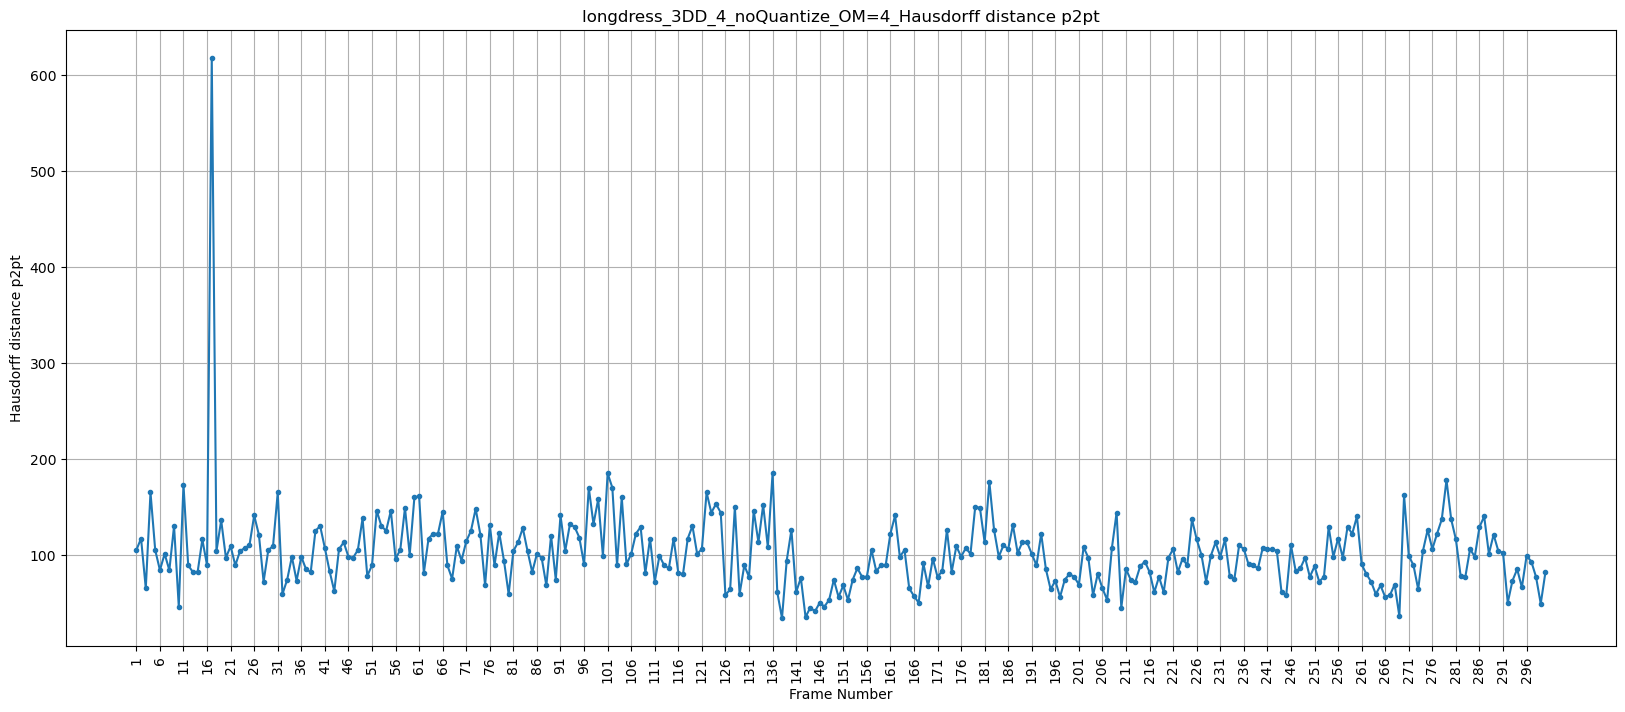 longdress_3DD_4_noQuantize_OM=4_Hausdorff distance p2pt
600
500
400
300
200
100
Hausdorff distance p2pt
1 6 11 16 21 26 31 36 41 46 51 56 61 66 71 76 81 86 91 96 101 106 111 116 121 126 131 136 141 146 151 156 161 166 171 176 181 186 191 196 201 206 211 216 221 226 231 236 241 246 251 256 261 266 271 276 281 286 291 296
Frame Number